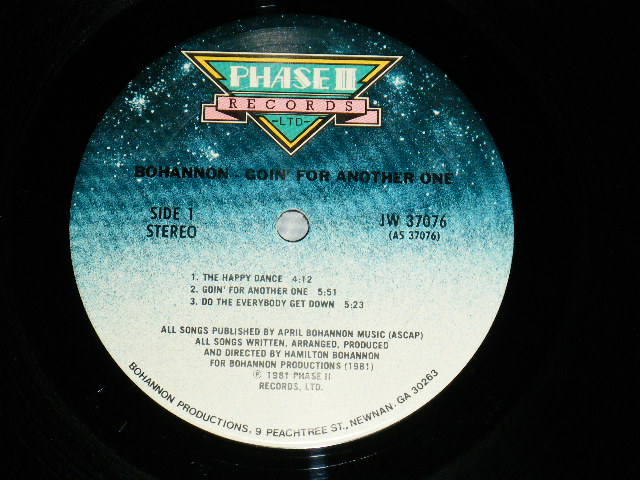 PHASE II
RECORDS
-LTD-
BOHANNON - GOIN' FOR ANOTHER ONE
SIDE 1
STEREO
JW 37076
(AS 37076)
1. THE HAPPY DANCE 4:12
2. GOIN' FOR ANOTHER ONE 5:51
3. DO THE EVERYBODY GET DOWN 5:23
ALL SONGS PUBLISHED BY APRIL BOHANNON MUSIC (ASCAP)
ALL SONGS WRITTEN, ARRANGED, PRODUCED
AND DIRECTED BY HAMILTON BOHANNON
FOR BOHANNON PRODUCTIONS (1981)
℗ 1981 PHASE II
RECORDS, LTD.
BOHANNON PRODUCTIONS, 9 PEACHTREE ST., NEWNAN, GA 30263